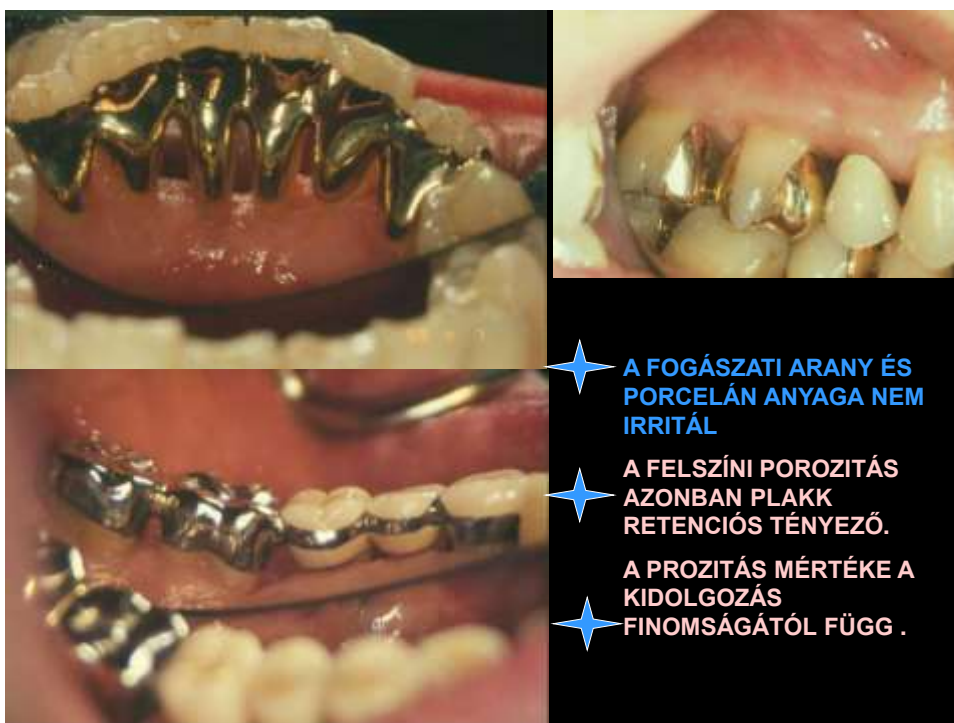 A FOGÁSZATI ARANY ÉS
PORCELÁN ANYAGA NEM
IRRITÁL
A FELSZÍNI POROZITÁS
AZONBAN PLAKK
RETENCIÓS TÉNYEZŐ.
A PROZITÁS MÉRTÉKE A
KIDOLGOZÁS
FINOMSÁGÁTÓL FÜGG .